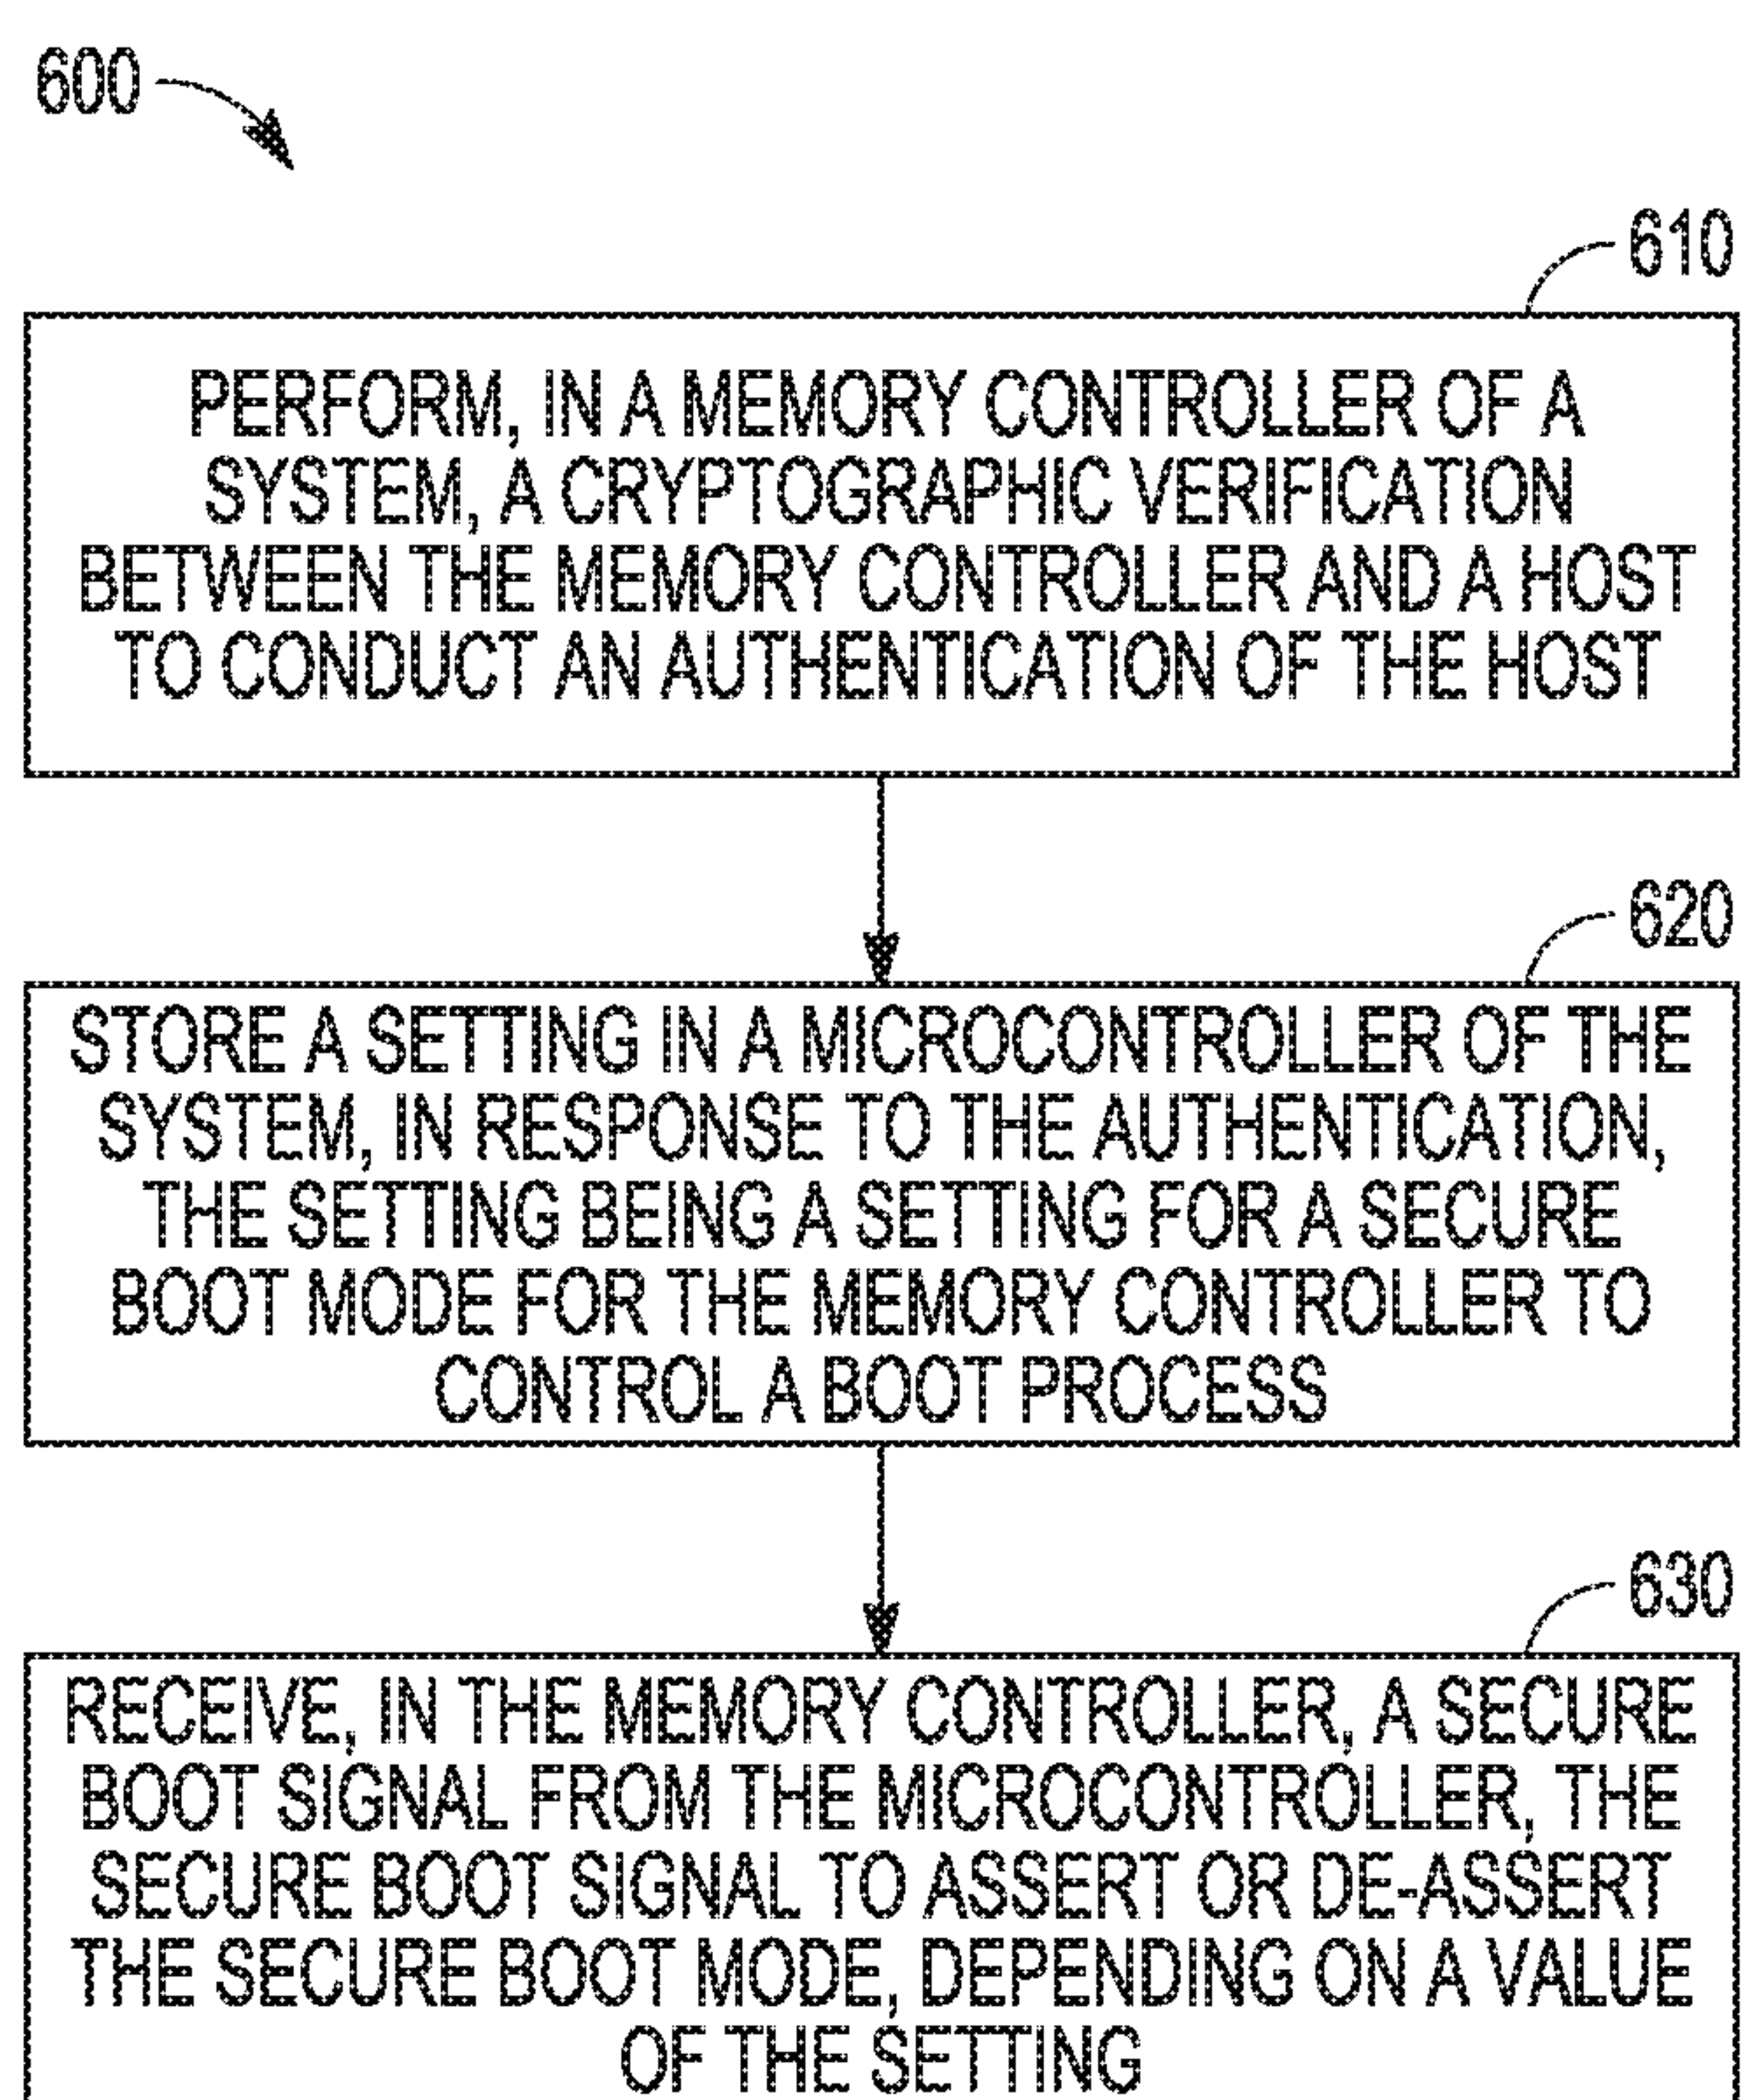 600
610
PERFORM, IN A MEMORY CONTROLLER OF A
SYSTEM, A CRYPTOGRAPHIC VERIFICATION
BETWEEN THE MEMORY CONTROLLER AND A HOST
TO CONDUCT AN AUTHENTICATION OF THE HOST
620
STORE A SETTING IN A MICROCONTROLLER OF THE
SYSTEM, IN RESPONSE TO THE AUTHENTICATION,
THE SETTING BEING A SETTING FOR A SECURE
BOOT MODE FOR THE MEMORY CONTROLLER TO
CONTROL A BOOT PROCESS
630
RECEIVE, IN THE MEMORY CONTROLLER, A SECURE
BOOT SIGNAL FROM THE MICROCONTROLLER, THE
SECURE BOOT SIGNAL TO ASSERT OR DE-ASSERT
THE SECURE BOOT MODE, DEPENDING ON A VALUE
OF THE SETTING